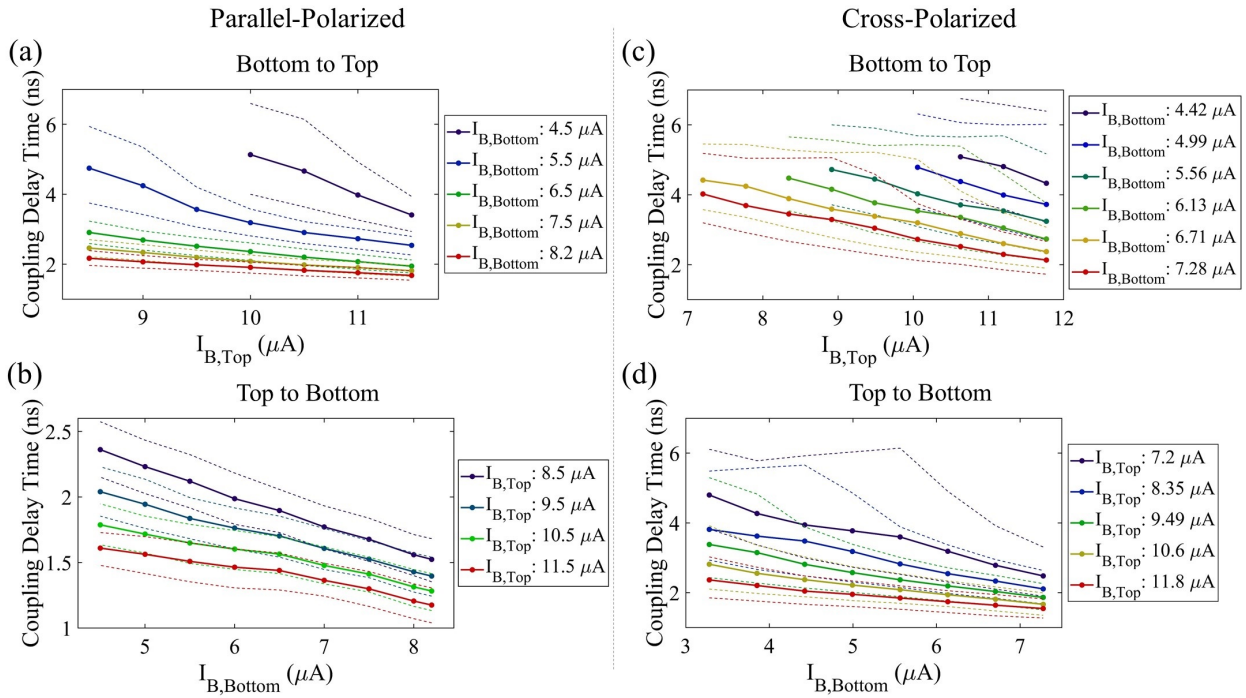 Parallel-Polarized
Cross-Polarized
(a)
Bottom to Top
Coupling Delay Time (ns)
6
4
2
9
10
11
I_B,Top (μA)
I_B,Bottom: 4.5 μA
I_B,Bottom: 5.5 μA
I_B,Bottom: 6.5 μA
I_B,Bottom: 7.5 μA
I_B,Bottom: 8.2 μA
(c)
Bottom to Top
Coupling Delay Time (ns)
6
4
2
7
8
9
10
11
12
I_B,Top (μA)
I_B,Bottom: 4.42 μA
I_B,Bottom: 4.99 μA
I_B,Bottom: 5.56 μA
I_B,Bottom: 6.13 μA
I_B,Bottom: 6.71 μA
I_B,Bottom: 7.28 μA
(b)
Top to Bottom
Coupling Delay Time (ns)
2.5
2
1.5
1
5
6
7
8
I_B,Bottom (μA)
I_B,Top: 8.5 μA
I_B,Top: 9.5 μA
I_B,Top: 10.5 μA
I_B,Top: 11.5 μA
(d)
Top to Bottom
Coupling Delay Time (ns)
6
4
2
3
4
5
6
7
I_B,Bottom (μA)
I_B,Top: 7.2 μA
I_B,Top: 8.35 μA
I_B,Top: 9.49 μA
I_B,Top: 10.6 μA
I_B,Top: 11.8 μA